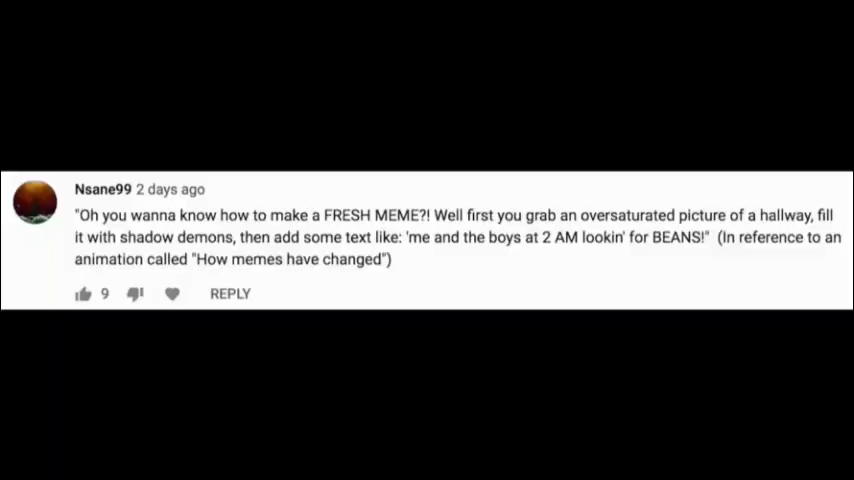 Nsane99 2 days ago
"Oh you wanna know how to make a FRESH MEME?! Well first you grab an oversaturated picture of a hallway, fill
it with shadow demons, then add some text like: 'me and the boys at 2 AM lookin' for BEANS!" (In reference to an
animation called "How memes have changed")
9 REPLY